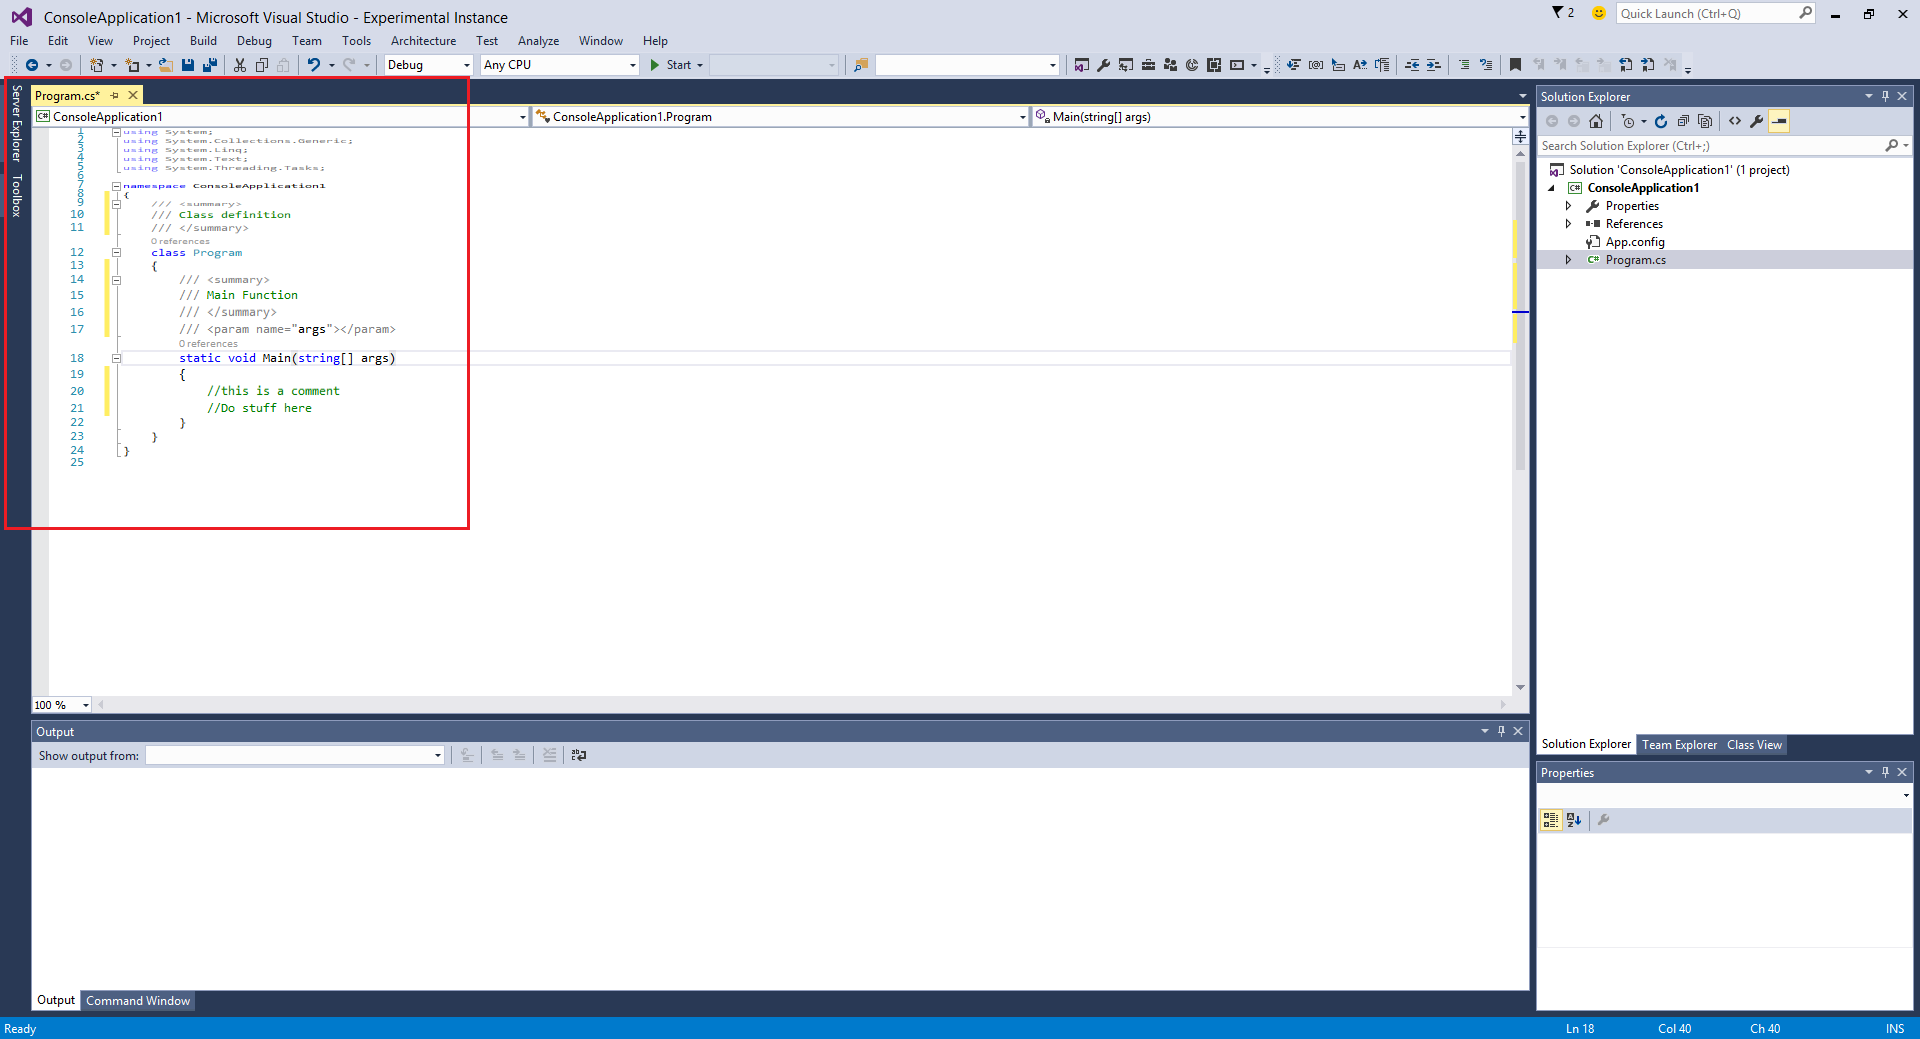 ConsoleApplication1 - Microsoft Visual Studio - Experimental Instance
2
Quick Launch (Ctrl+Q)
File Edit View Project Build Debug Team Tools Architecture Test Analyze Window Help
Debug Any CPU Start
Server Explorer
Toolbox
Program.cs*
ConsoleApplication1 ConsoleApplication1.Program Main(string[] args)
1 using System;
2 using System.Collections.Generic;
3 using System.Linq;
4 using System.Text;
5 using System.Threading.Tasks;
6
7 namespace ConsoleApplication1
8 {
9 /// <summary>
10 /// Class definition
11 /// </summary>
0 references
12 class Program
13 {
14 /// <summary>
15 /// Main Function
16 /// </summary>
17 /// <param name="args"></param>
0 references
18 static void Main(string[] args)
19 {
20 //this is a comment
21 //Do stuff here
22 }
23 }
24 }
25
100 %
Output
Show output from:
Output Command Window
Solution Explorer
Search Solution Explorer (Ctrl+;)
Solution 'ConsoleApplication1' (1 project)
C# ConsoleApplication1
Properties
References
App.config
C# Program.cs
Solution Explorer Team Explorer Class View
Properties
Ready Ln 18 Col 40 Ch 40 INS